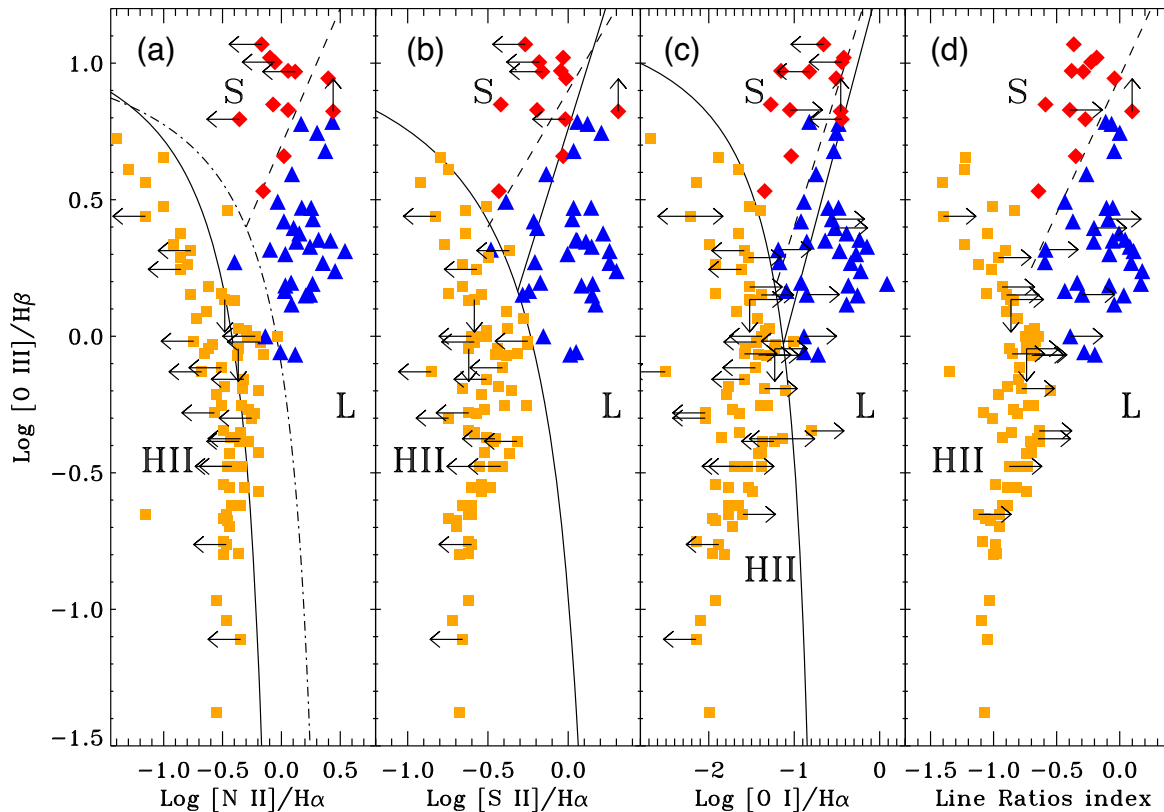 (a)
(b)
(c)
(d)
S
S
S
S
L
L
L
L
HII
HII
HII
HII
Log [O III]/Hβ
1.0
0.5
0.0
−0.5
−1.0
−1.5
−1.0 −0.5 0.0 0.5
−1.0 −0.5 0.0
−2 −1 0
−1.5 −1.0 −0.5 0.0
Log [N II]/Hα
Log [S II]/Hα
Log [O I]/Hα
Line Ratios index